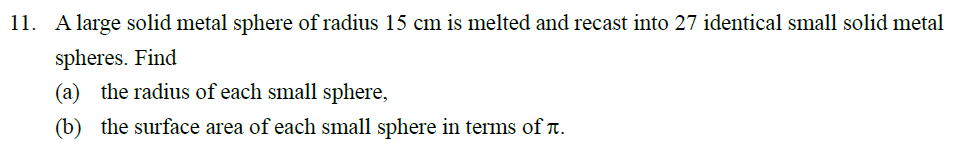 11. A large solid metal sphere of radius 15 cm is melted and recast into 27 identical small solid metal
spheres. Find
(a) the radius of each small sphere,
(b) the surface area of each small sphere in terms of π.